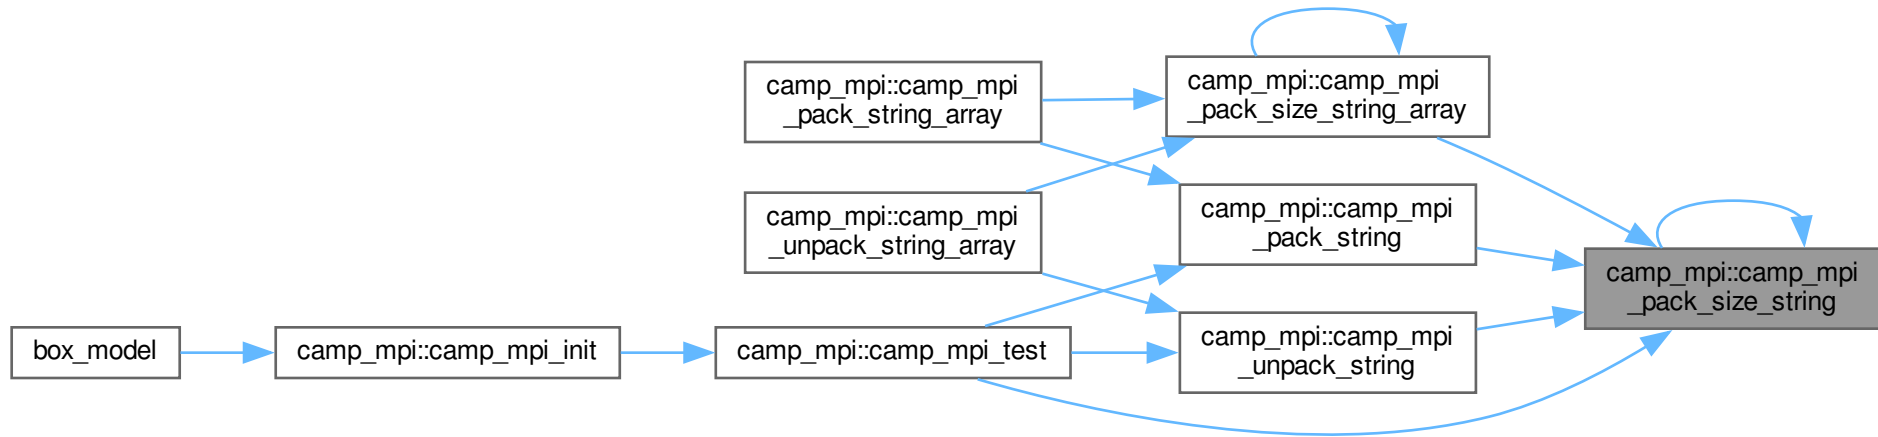 camp_mpi::camp_mpi
_pack_string_array
camp_mpi::camp_mpi
_pack_size_string_array
camp_mpi::camp_mpi
_unpack_string_array
camp_mpi::camp_mpi
_pack_string
camp_mpi::camp_mpi
_pack_size_string
box_model
camp_mpi::camp_mpi_init
camp_mpi::camp_mpi_test
camp_mpi::camp_mpi
_unpack_string